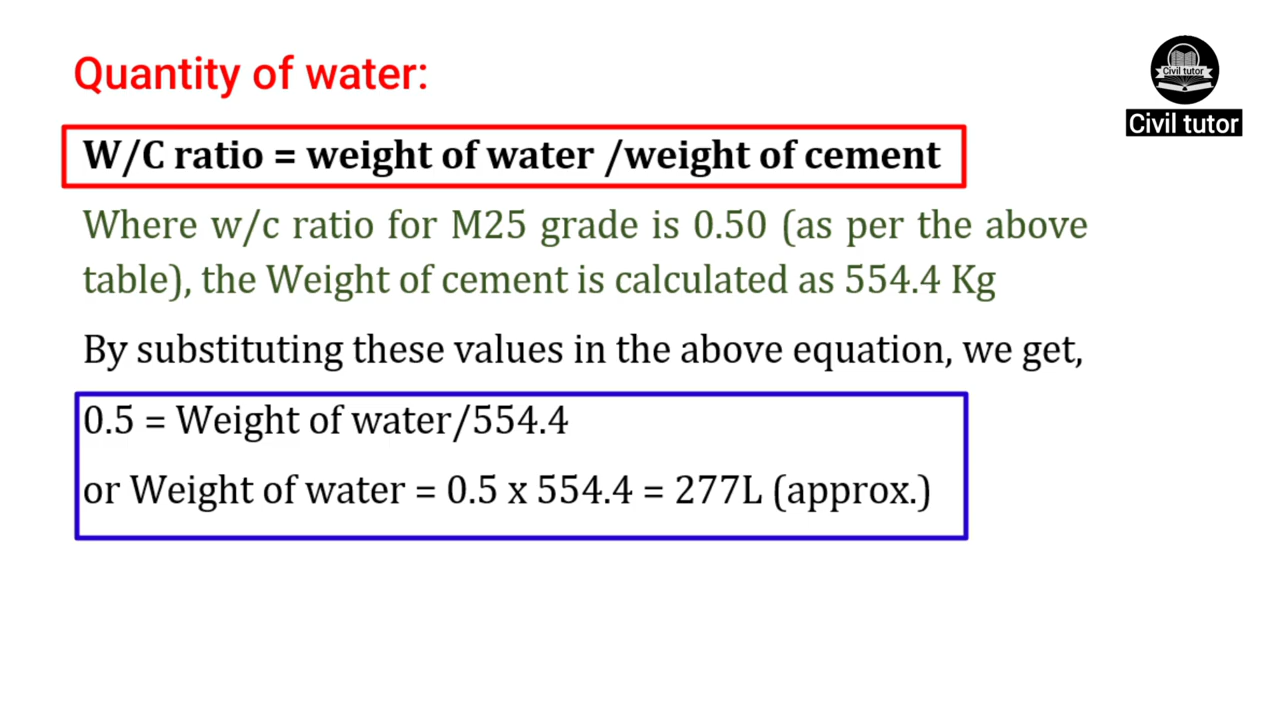 Quantity of water:
Civil tutor
Civil tutor
W/C ratio = weight of water /weight of cement
Where w/c ratio for M25 grade is 0.50 (as per the above
table), the Weight of cement is calculated as 554.4 Kg
By substituting these values in the above equation, we get,
0.5 = Weight of water/554.4
or Weight of water = 0.5 x 554.4 = 277L (approx.)